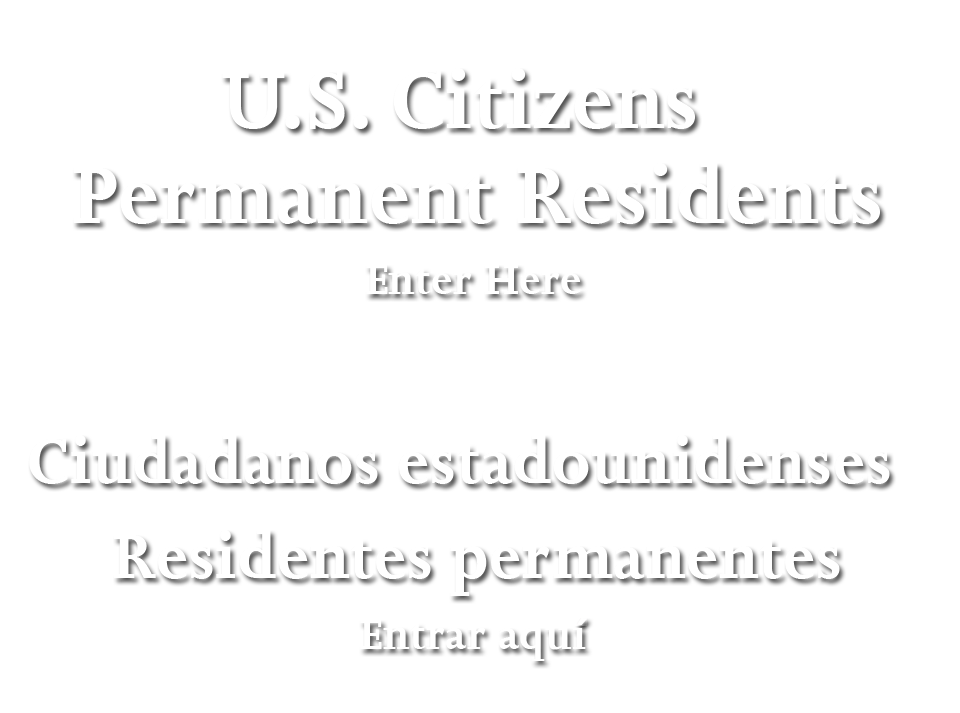 U.S. Citizens
Permanent Residents
Enter Here
Ciudadanos estadounidenses
Residentes permanentes
Entrar aquí